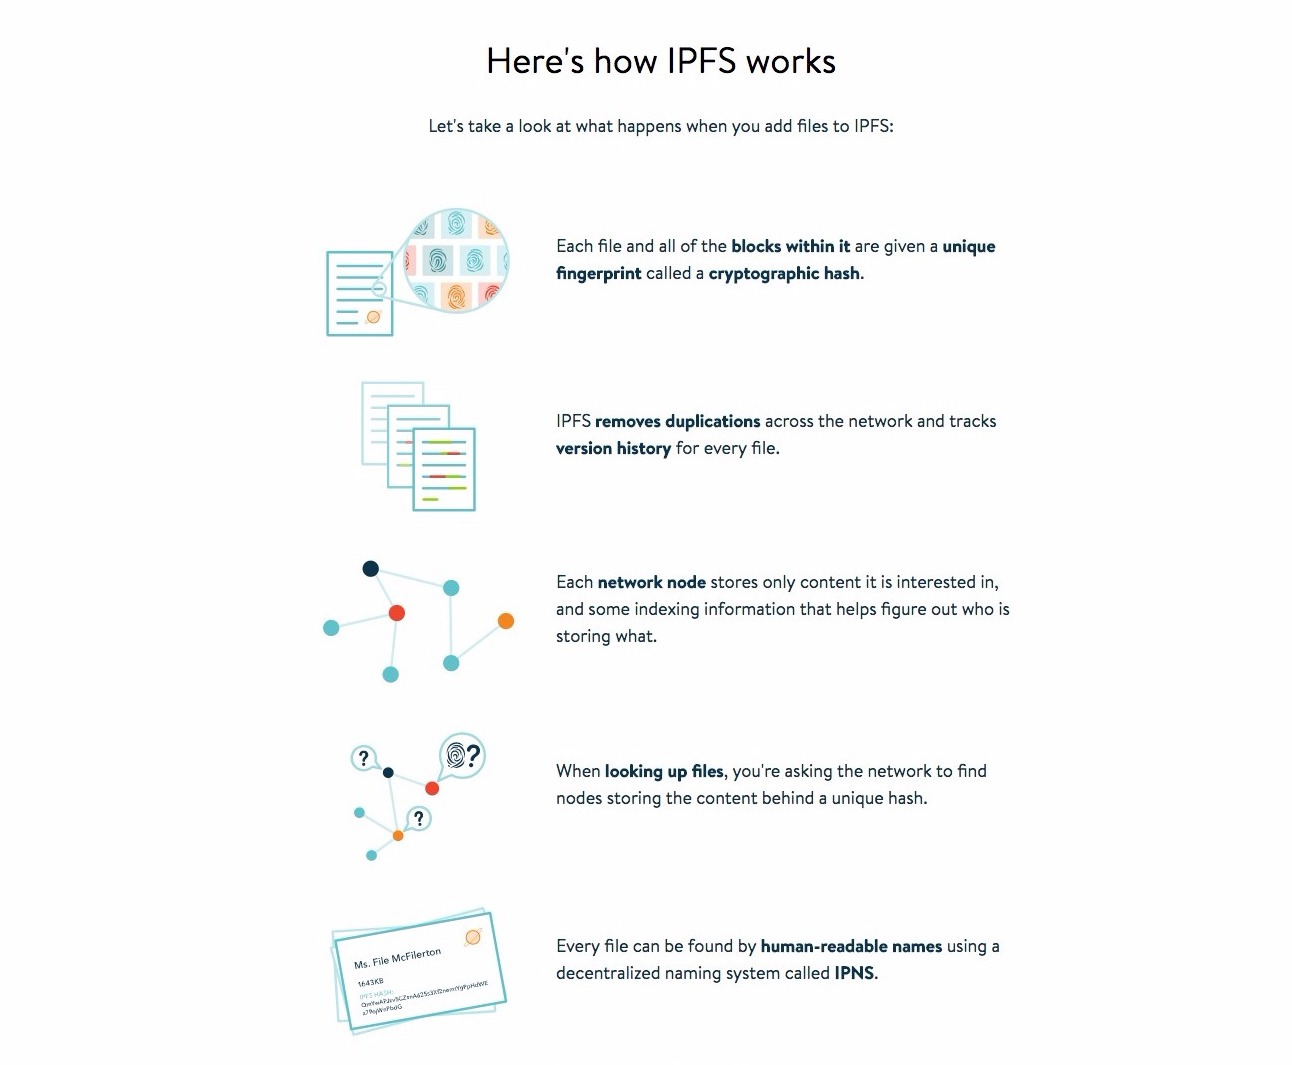 Here's how IPFS works
Let's take a look at what happens when you add files to IPFS:
Each file and all of the blocks within it are given a unique
fingerprint called a cryptographic hash.
IPFS removes duplications across the network and tracks
version history for every file.
Each network node stores only content it is interested in,
and some indexing information that helps figure out who is
storing what.
?
?
?
When looking up files, you're asking the network to find
nodes storing the content behind a unique hash.
Ms. File McFilerton
1643KB
IPFS HASH:
Every file can be found by human-readable names using a
decentralized naming system called IPNS.